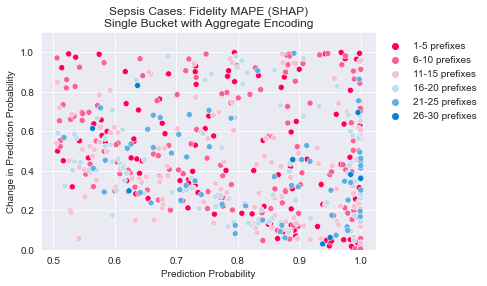 Sepsis Cases: Fidelity MAPE (SHAP)
Single Bucket with Aggregate Encoding
Change in Prediction Probability
1.0
0.8
0.6
0.4
0.2
0.0
0.5 0.6 0.7 0.8 0.9 1.0
Prediction Probability
1-5 prefixes
6-10 prefixes
11-15 prefixes
16-20 prefixes
21-25 prefixes
26-30 prefixes